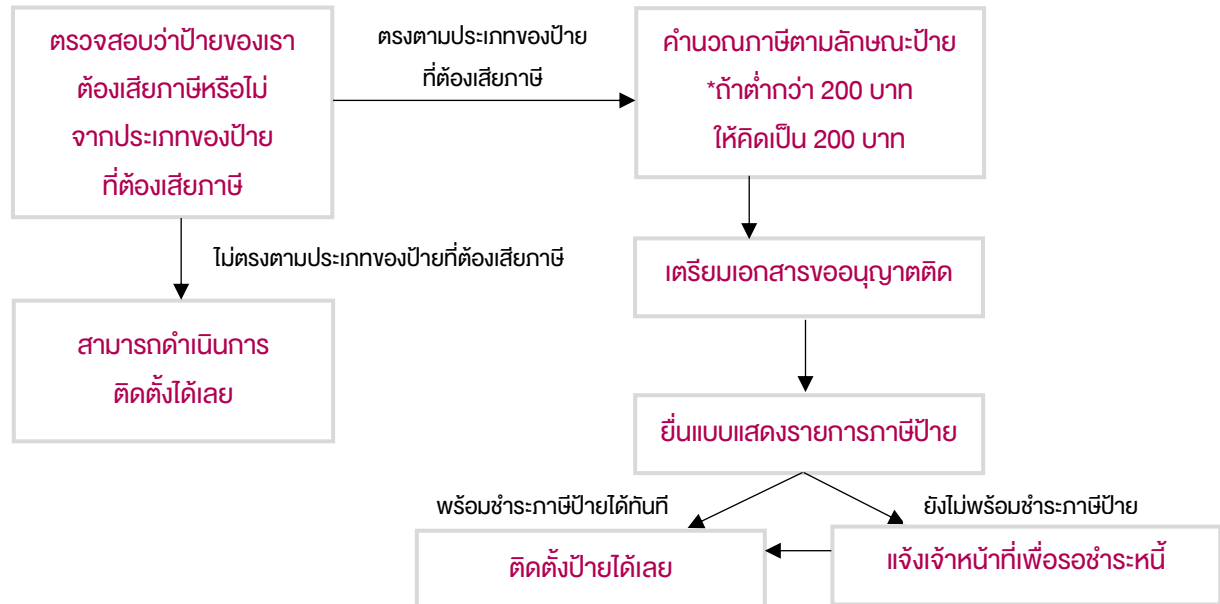 ตรวจสอบว่าป้ายของเรา
ต้องเสียภาษีหรือไม่
จากประเภทของป้าย
ที่ต้องเสียภาษี
ตรงตามประเภทของป้าย
ที่ต้องเสียภาษี
คำนวณภาษีตามลักษณะป้าย
*ถ้าต่ำกว่า 200 บาท
ให้คิดเป็น 200 บาท
ไม่ตรงตามประเภทของป้ายที่ต้องเสียภาษี
เตรียมเอกสารขออนุญาตติด
สามารถดำเนินการ
ติดตั้งได้เลย
ยื่นแบบแสดงรายการภาษีป้าย
พร้อมชำระภาษีป้ายได้ทันที
ยังไม่พร้อมชำระภาษีป้าย
ติดตั้งป้ายได้เลย
แจ้งเจ้าหน้าที่เพื่อรอชำระหนี้